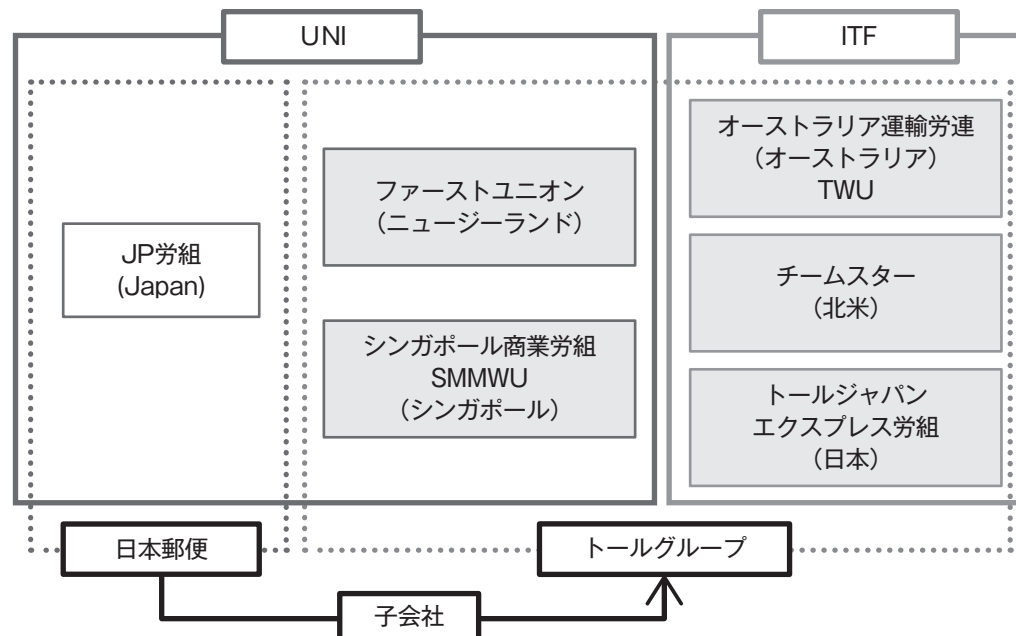 UNI
ITF
JP労組
(Japan)
ファーストユニオン
（ニュージーランド）
シンガポール商業労組
SMMWU
（シンガポール）
オーストラリア運輸労連
（オーストラリア）
TWU
チームスター
（北米）
トールジャパン
エクスプレス労組
（日本）
日本郵便
トールグループ
子会社